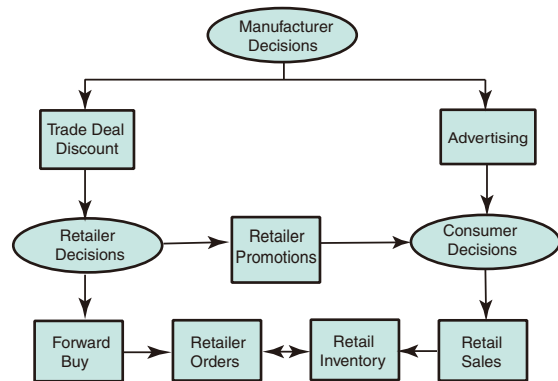 Manufacturer
Decisions
Trade Deal
Discount
Advertising
Retailer
Decisions
Retailer
Promotions
Consumer
Decisions
Forward
Buy
Retailer
Orders
Retail
Inventory
Retail
Sales